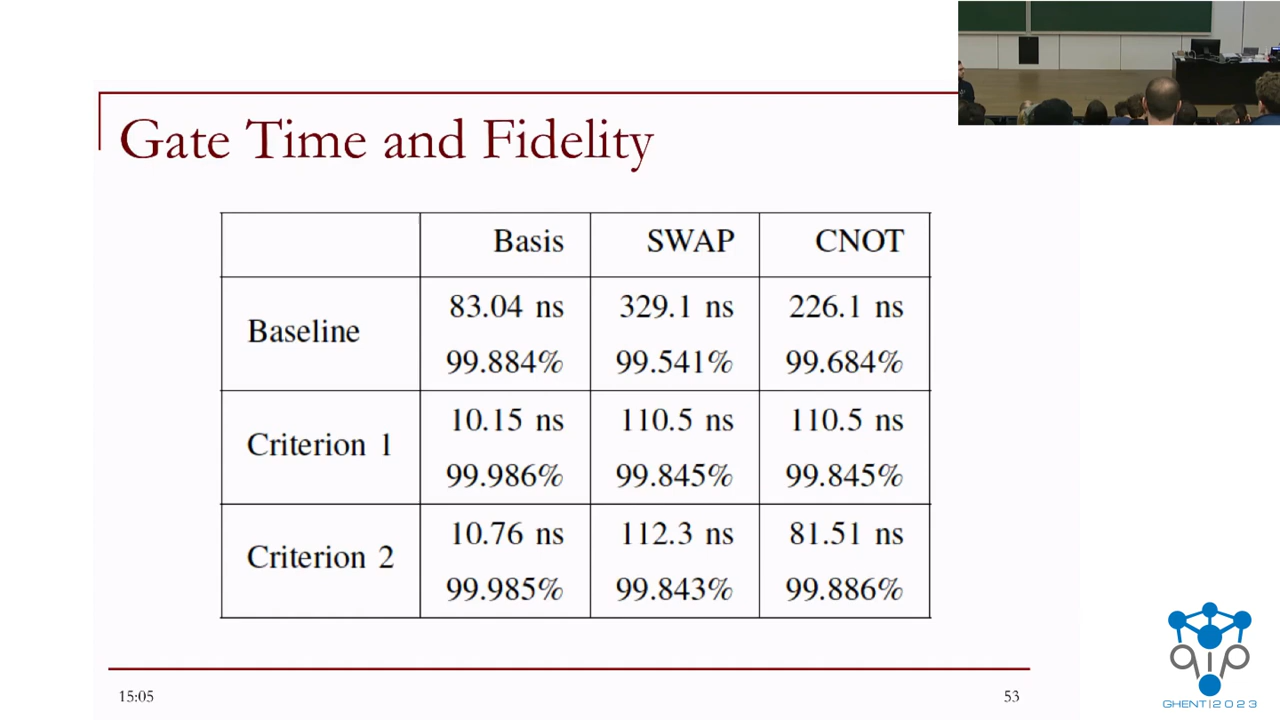 Gate Time and Fidelity
Basis SWAP CNOT
Baseline
83.04 ns 329.1 ns 226.1 ns
99.884% 99.541% 99.684%
Criterion 1
10.15 ns 110.5 ns 110.5 ns
99.986% 99.845% 99.845%
Criterion 2
10.76 ns 112.3 ns 81.51 ns
99.985% 99.843% 99.886%
15:05
53
qip
GHENT|2023